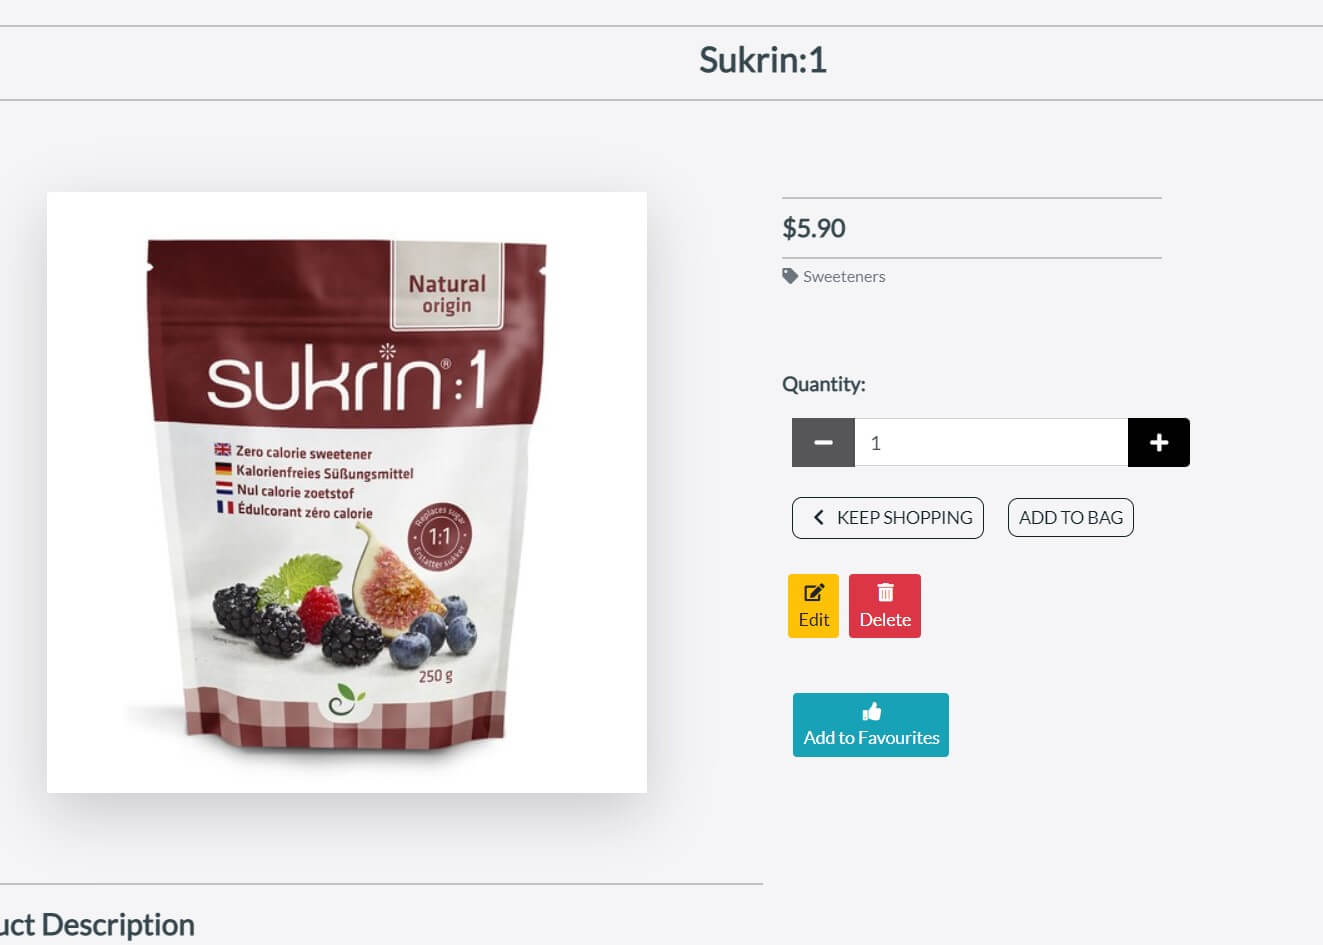 Sukrin:1
Natural
origin
sukrin®:1
Zero calorie sweetener
Kalorienfreies Süßungsmittel
Nul calorie zoetstof
Édulcorant zéro calorie
Replaces sugar
1:1
Erstatter sukker
250 g
$5.90
Sweeteners
Quantity:
1
KEEP SHOPPING
ADD TO BAG
Edit
Delete
Add to Favourites
uct Description